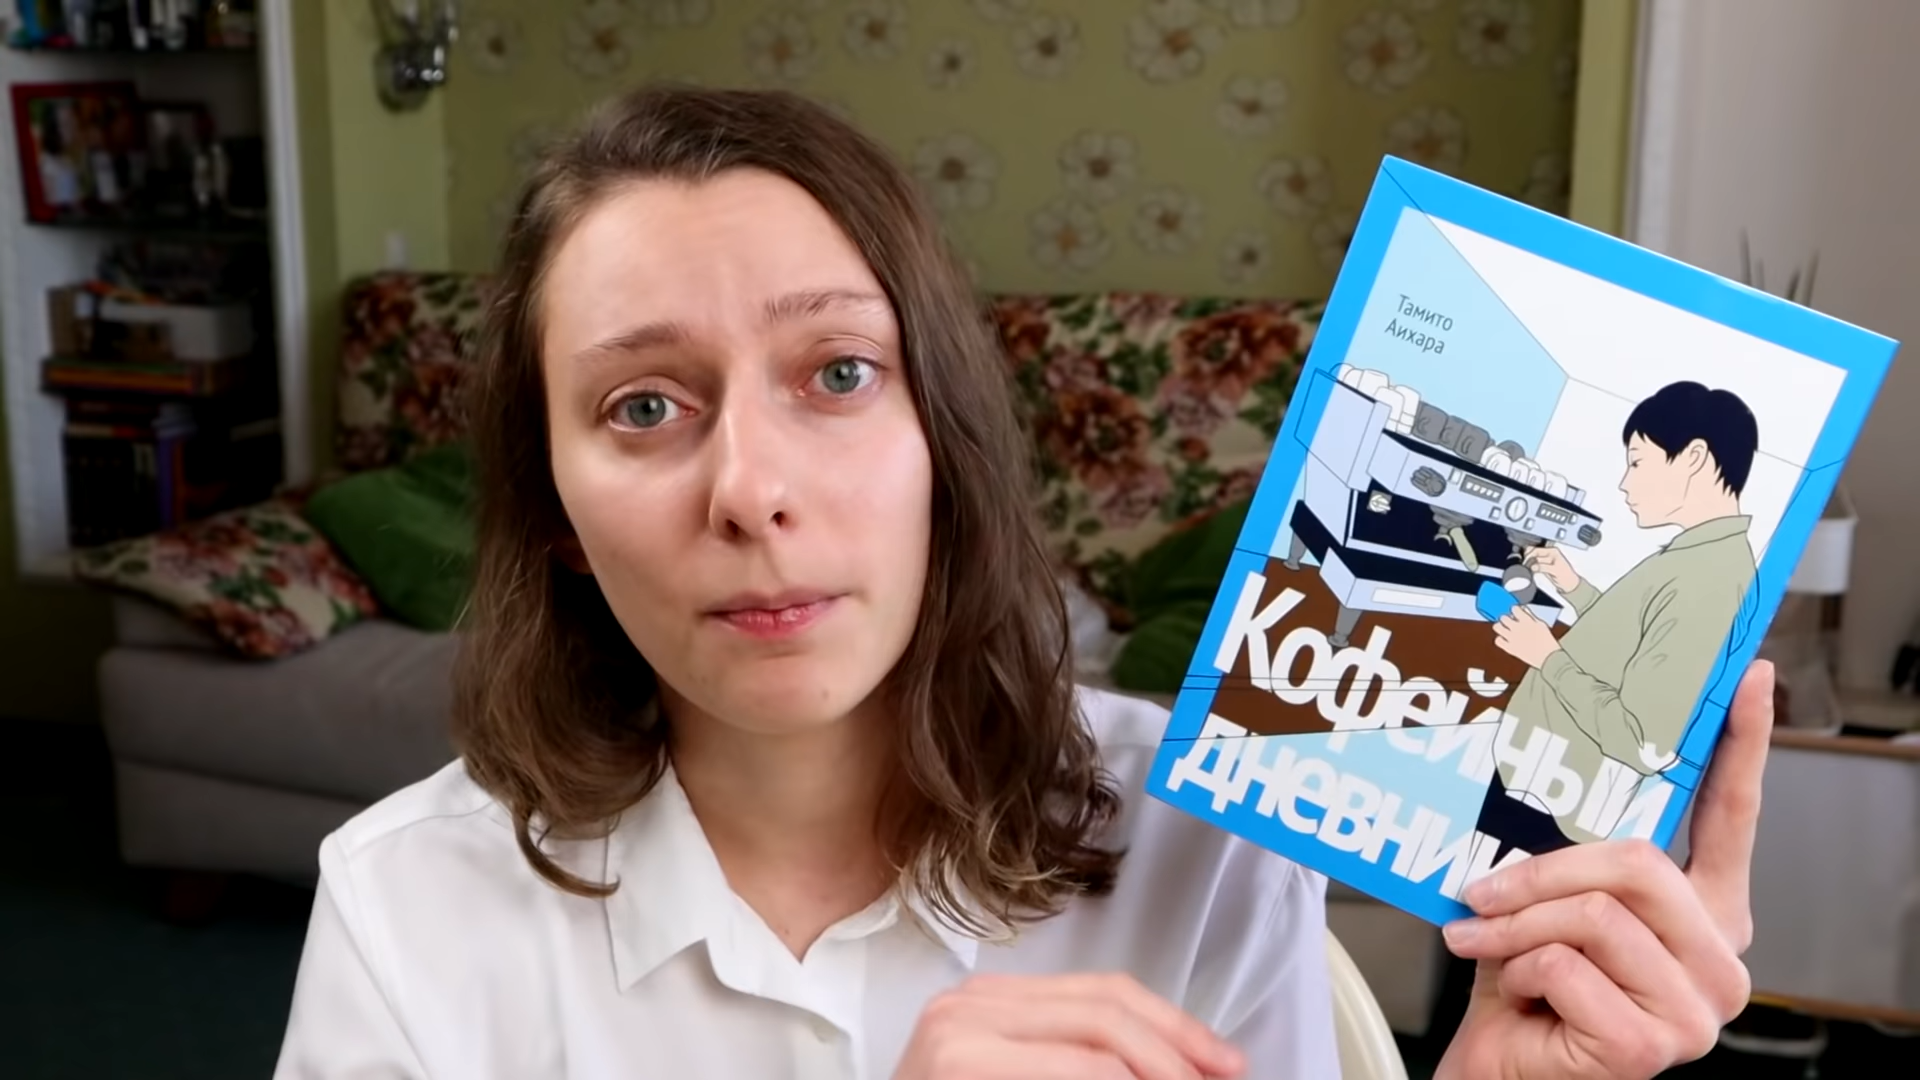 Тамито
Аихара
Кофейный
дневник